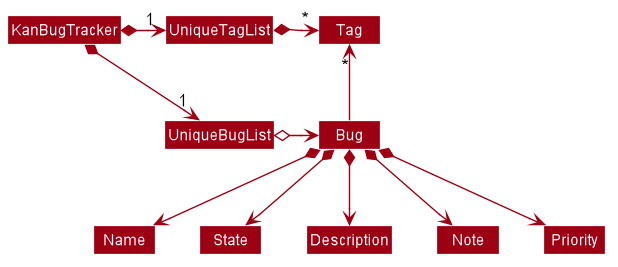 KanBugTracker 1 UniqueTagList * Tag
*
1
UniqueBugList Bug
Name State Description Note Priority